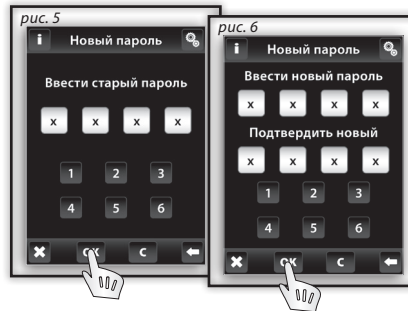 рис. 5
i Новый пароль
Ввести старый пароль
x x x x
1 2 3
4 5 6
✖ OK C ←
рис. 6
i Новый пароль
Ввести новый пароль
x x x x
Подтвердить новый
x x x x
1 2 3
4 5 6
✖ OK C ←